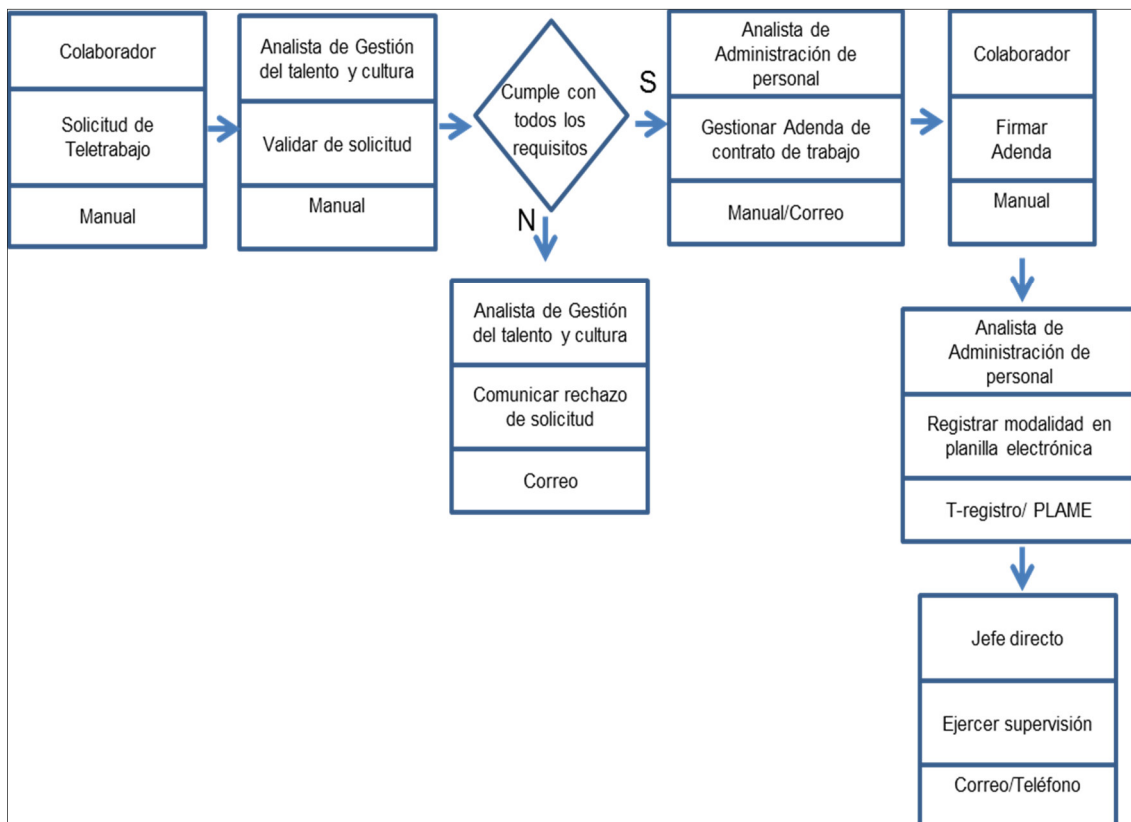 Colaborador
Solicitud de
Teletrabajo
Manual
Analista de Gestión
del talento y cultura
Validar de solicitud
Manual
Cumple con
todos los
requisitos
S
N
Analista de
Administración de
personal
Gestionar Adenda de
contrato de trabajo
Manual/Correo
Colaborador
Firmar
Adenda
Manual
Analista de Gestión
del talento y cultura
Comunicar rechazo
de solicitud
Correo
Analista de
Administración de
personal
Registrar modalidad en
planilla electrónica
T-registro/ PLAME
Jefe directo
Ejercer supervisión
Correo/Teléfono